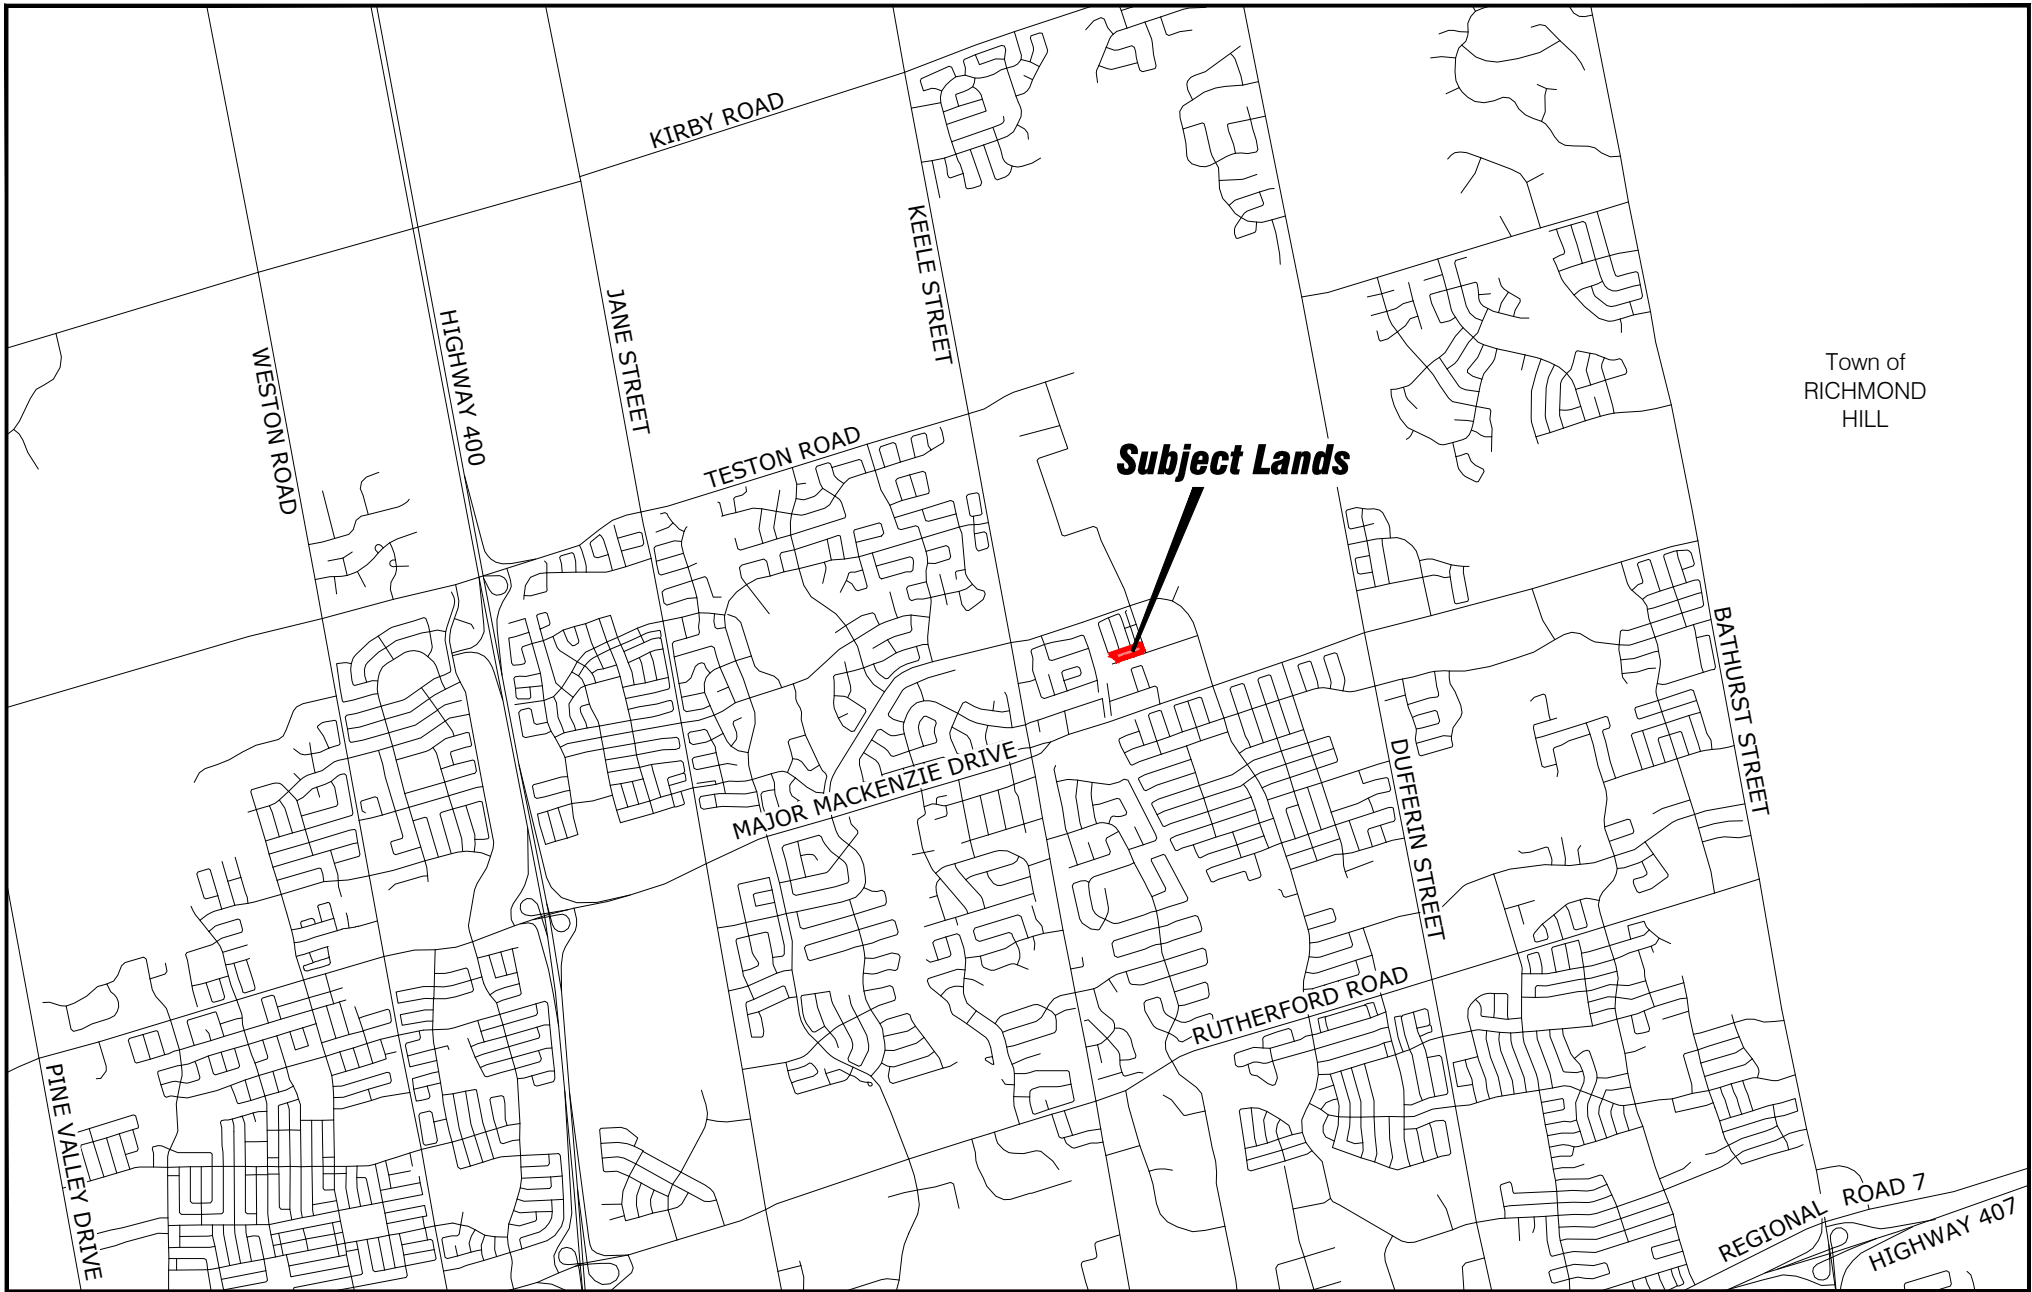 KIRBY ROAD
KEELE STREET
JANE STREET
HIGHWAY 400
WESTON ROAD
Town of
RICHMOND
HILL
TESTON ROAD
Subject Lands
BATHURST STREET
MAJOR MACKENZIE DRIVE
DUFFERIN STREET
RUTHERFORD ROAD
PINE VALLEY DRIVE
REGIONAL ROAD 7
HIGHWAY 407